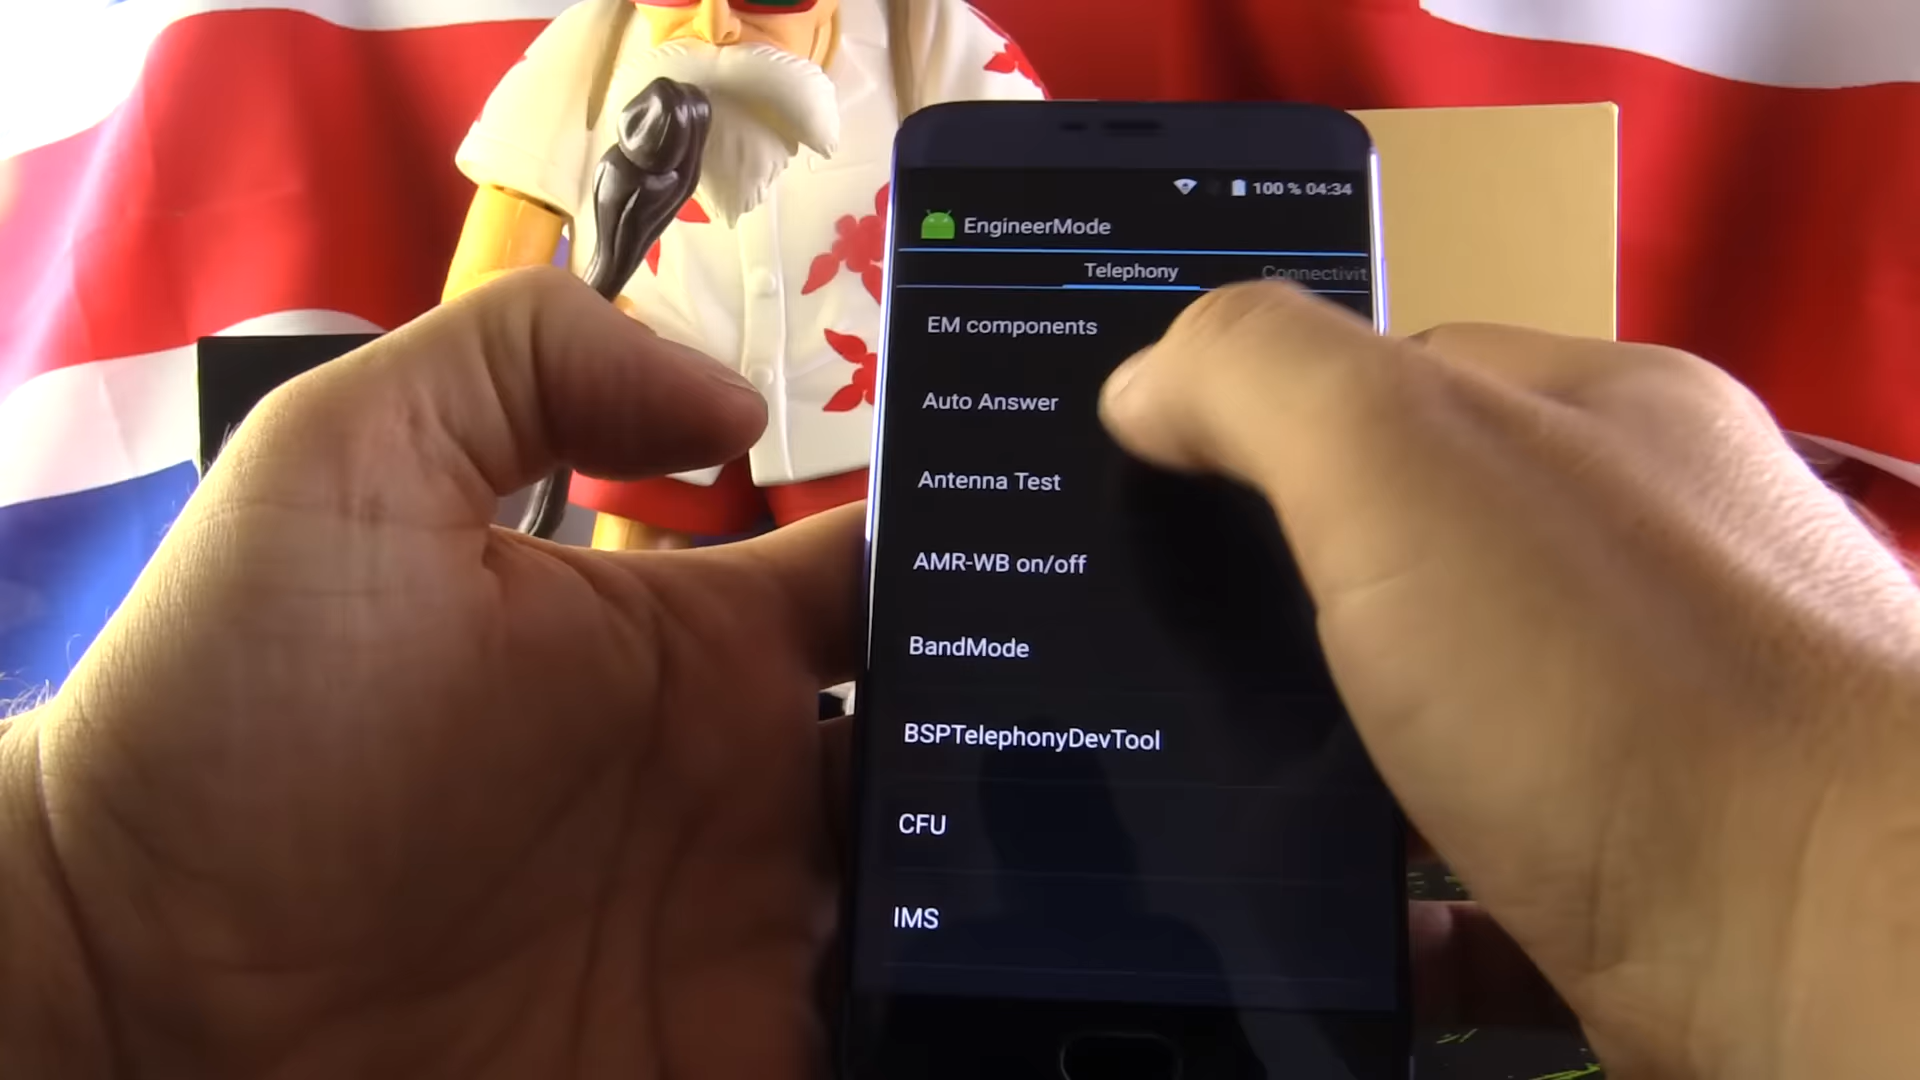 100 % 04:34
EngineerMode
Telephony
Connectivit
EM components
Auto Answer
Antenna Test
AMR-WB on/off
BandMode
BSPTelephonyDevTool
CFU
IMS